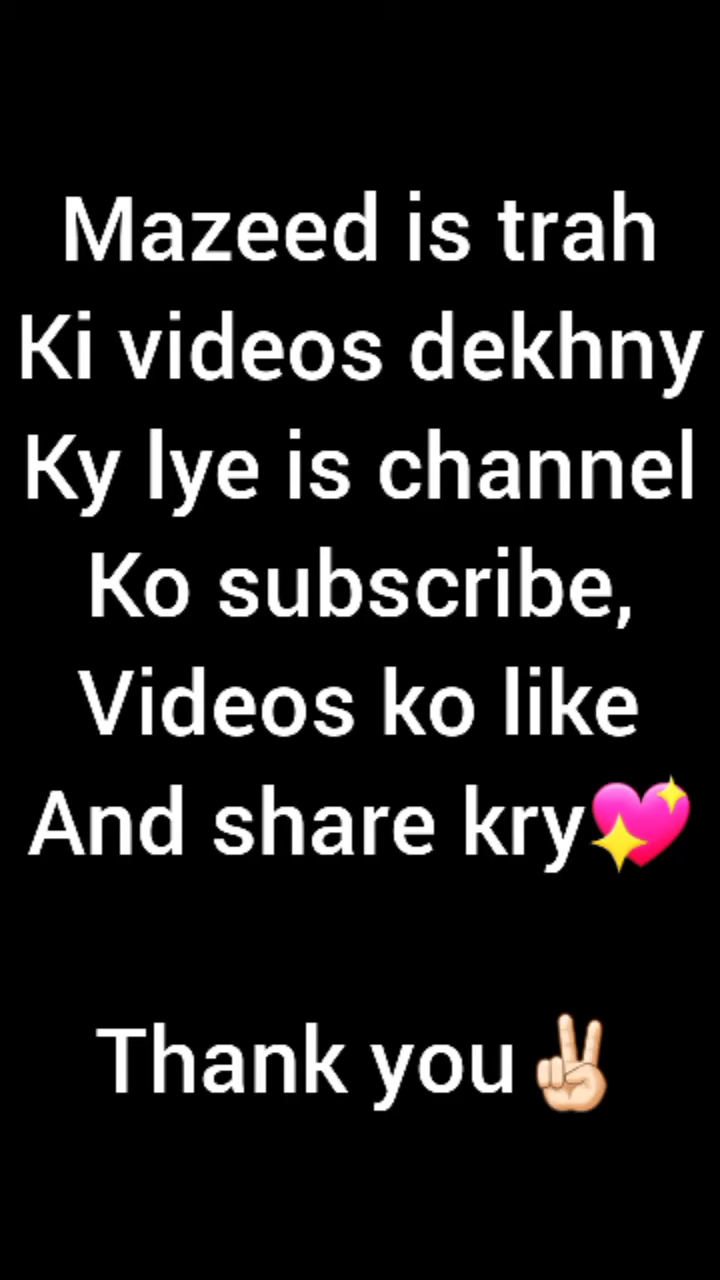 Mazeed is trah
Ki videos dekhny
Ky lye is channel
Ko subscribe,
Videos ko like
And share kry💖
Thank you✌🏻